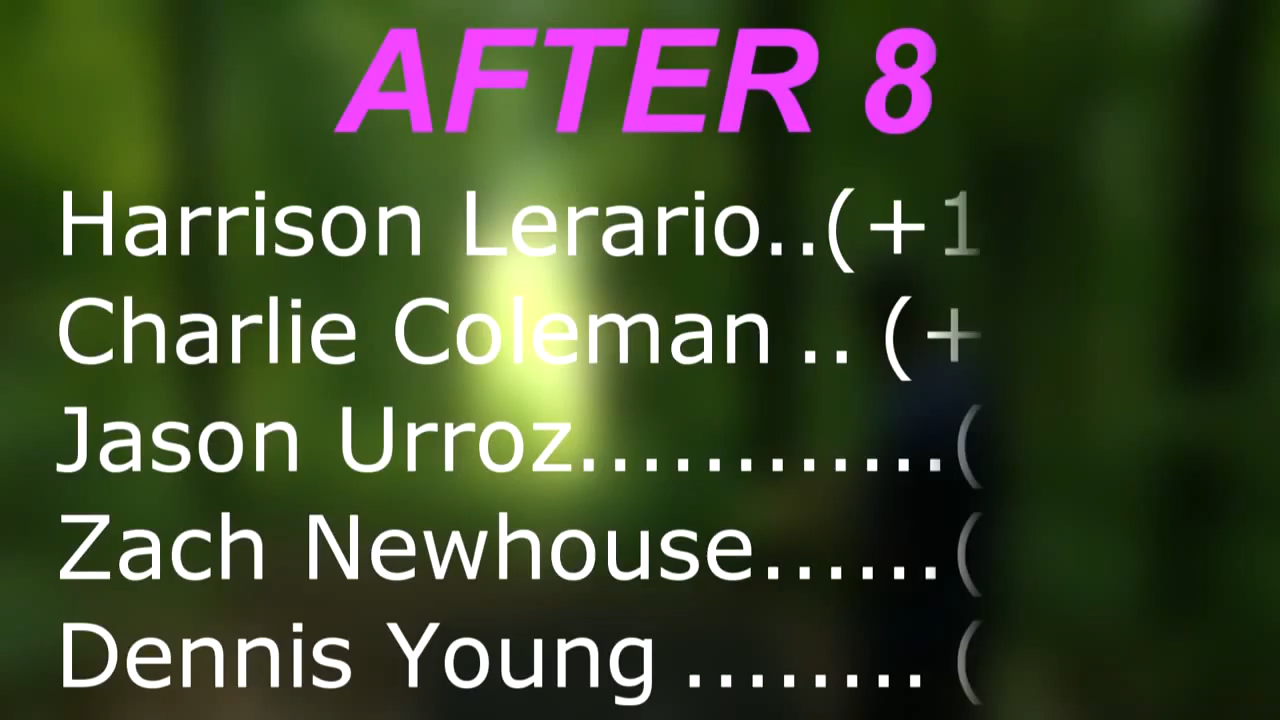 AFTER 8
Harrison Lerario..(+1
Charlie Coleman .. (+
Jason Urroz.............(
Zach Newhouse......(
Dennis Young ........ (